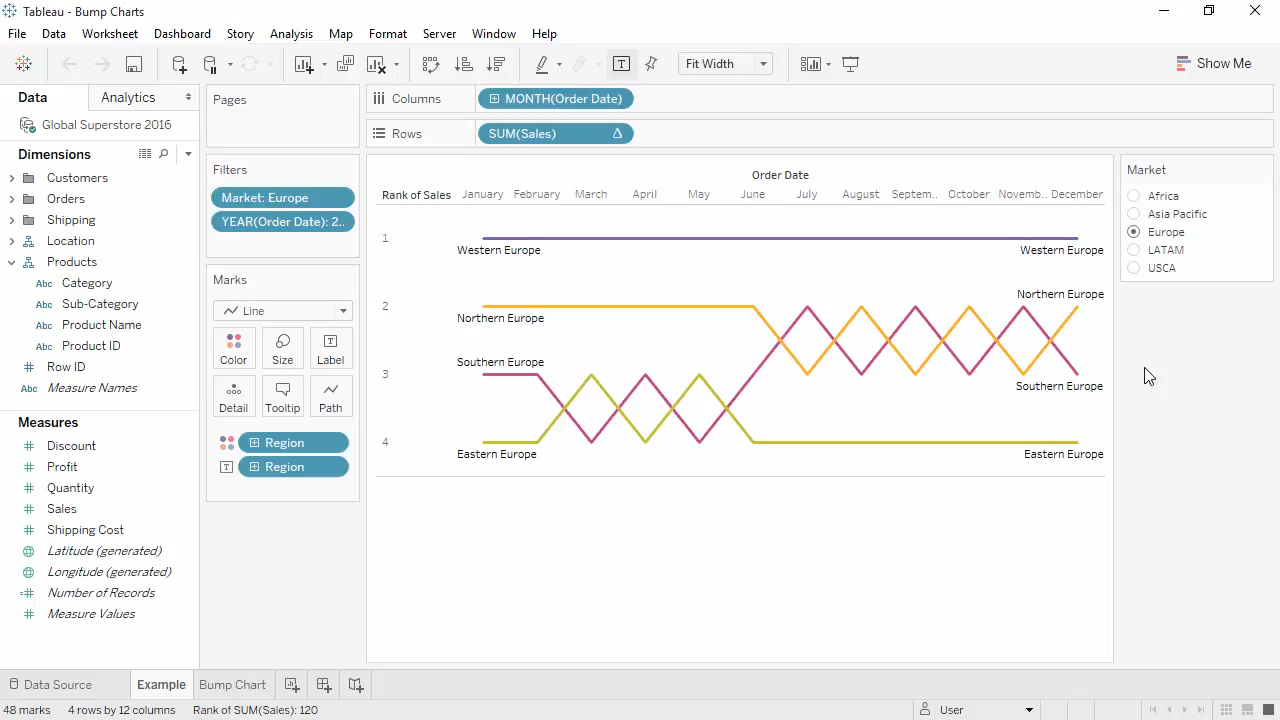 Tableau - Bump Charts
File Data Worksheet Dashboard Story Analysis Map Format Server Window Help
Fit Width
Show Me
Data
Analytics
Global Superstore 2016
Dimensions
Customers
Orders
Shipping
Location
Products
Abc Category
Abc Sub-Category
Abc Product Name
Abc Product ID
# Row ID
Abc Measure Names
Measures
# Discount
# Profit
# Quantity
# Sales
# Shipping Cost
Latitude (generated)
Longitude (generated)
=# Number of Records
# Measure Values
Pages
Filters
Market: Europe
YEAR(Order Date): 2..
Marks
Line
Color Size Label
Detail Tooltip Path
Region
Region
Columns
MONTH(Order Date)
Rows
SUM(Sales) Δ
Order Date
Rank of Sales January February March April May June July August Septem.. October Novemb.. December
1
Western Europe Western Europe
Northern Europe
2
Northern Europe
Southern Europe
3
Southern Europe
4
Eastern Europe Eastern Europe
Market
Africa
Asia Pacific
Europe
LATAM
USCA
Data Source Example Bump Chart
48 marks 4 rows by 12 columns Rank of SUM(Sales): 120
User